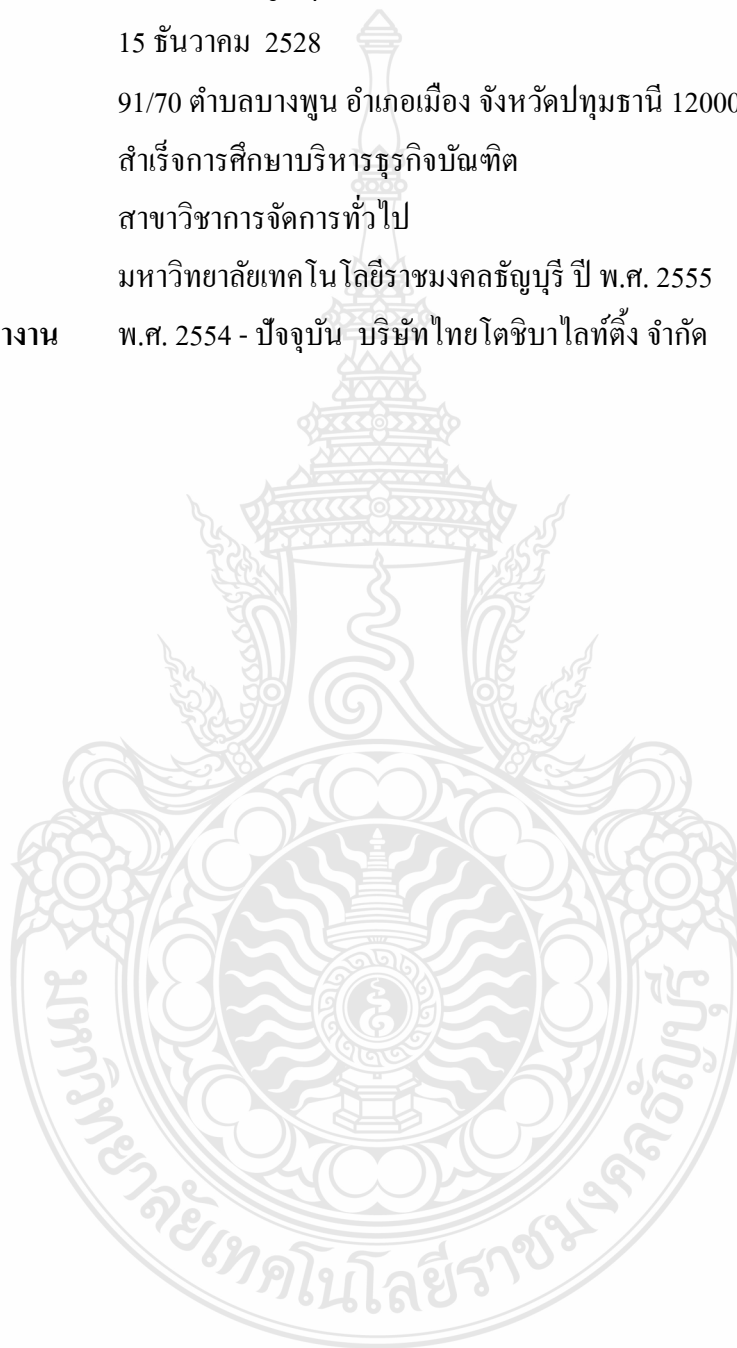 15 ธันวาคม 2528
91/70 ตำบลบางพูน อำเภอเมือง จังหวัดปทุมธานี 12000
สำเร็จการศึกษาบริหารธุรกิจบัณฑิต
สาขาวิชาการจัดการทั่วไป
มหาวิทยาลัยเทคโนโลยีราชมงคลธัญบุรี ปี พ.ศ. 2555
างาน พ.ศ. 2554 - ปัจจุบัน บริษัทไทยโตชิบาไลท์ติ้ง จำกัด
มหาวิทยาลัยเทคโนโลยีราชมงคลธัญบุรี